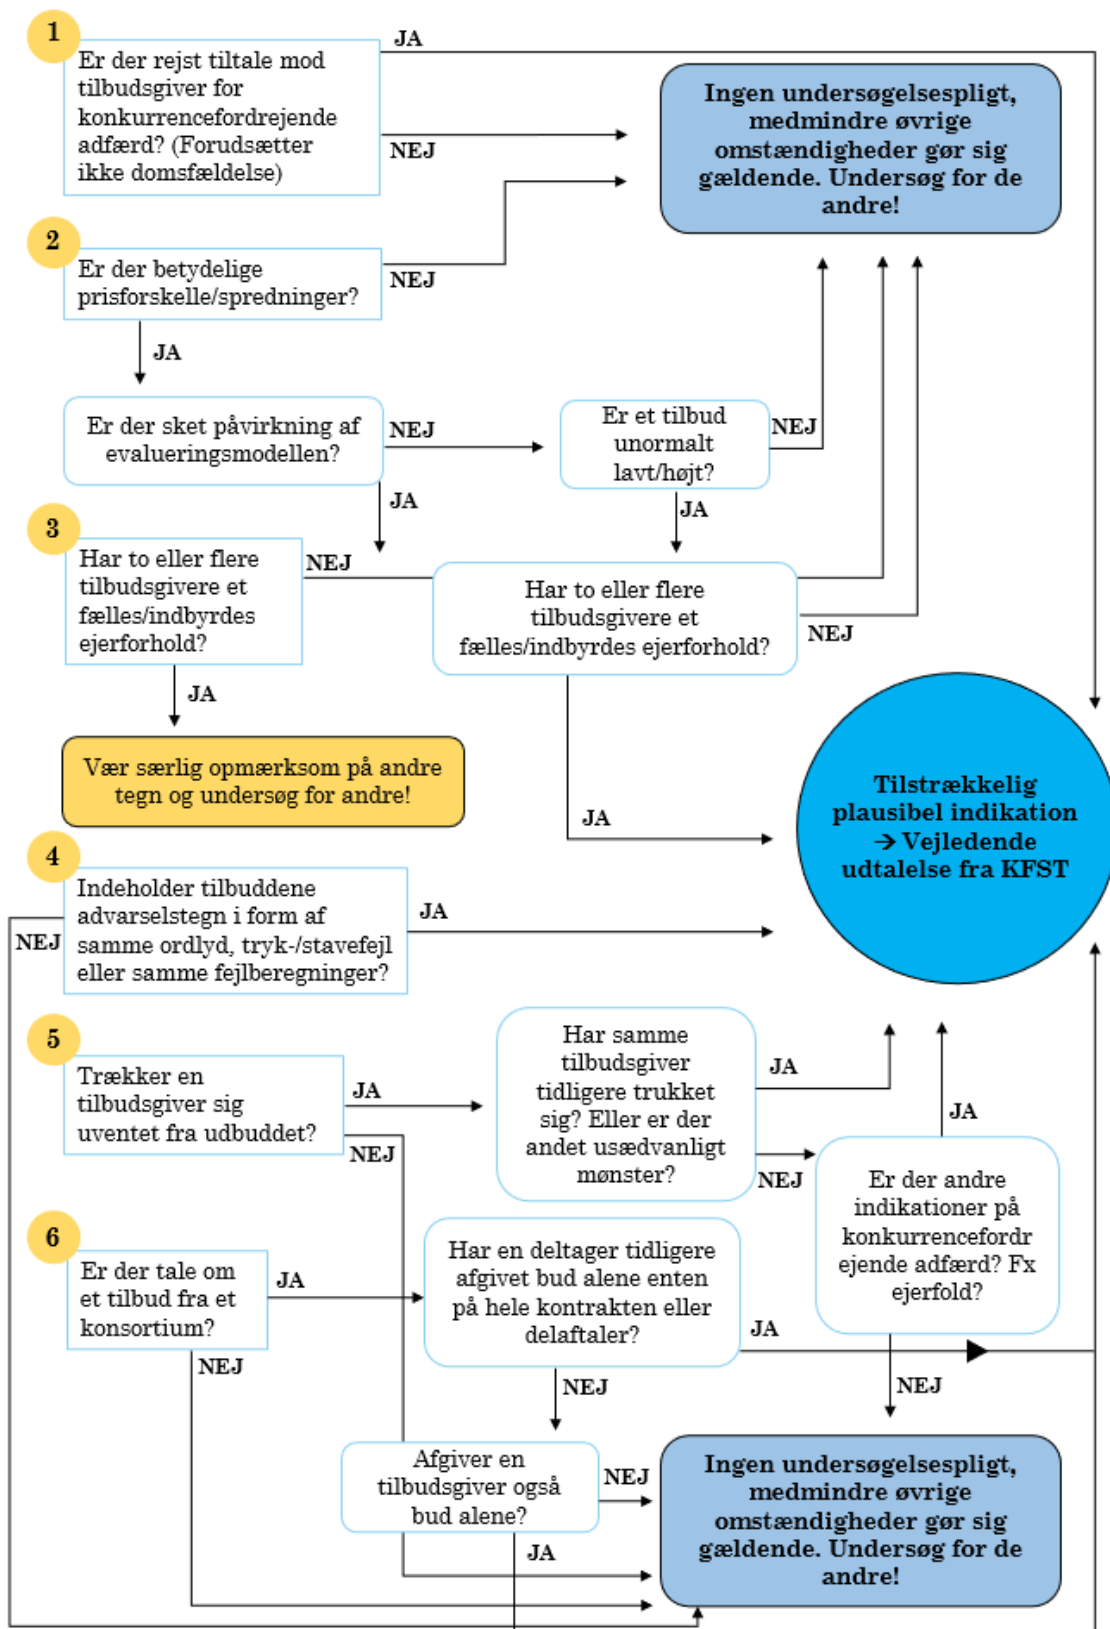 1
JA
Er der rejst tiltale mod
tilbudsgiver for
konkurrencefordrejende
adfærd? (Forudsætter
ikke domsfældelse)
NEJ
Ingen undersøgelsespligt,
medmindre øvrige
omstændigheder gør sig
gældende. Undersøg for de
andre!
2
Er der betydelige
prisforskelle/spredninger?
NEJ
JA
Er der sket påvirkning af
evalueringsmodellen?
NEJ
JA
Er et tilbud
unormalt
lavt/højt?
NEJ
JA
3
Har to eller flere
tilbudsgivere et
fælles/indbyrdes
ejerforhold?
NEJ
JA
Har to eller flere
tilbudsgivere et
fælles/indbyrdes ejerforhold?
NEJ
JA
Vær særlig opmærksom på andre
tegn og undersøg for andre!
Tilstrækkelig
plausibel indikation
→ Vejledende
udtalelse fra KFST
4
Indeholder tilbuddene
advarselstegn i form af
samme ordlyd, tryk-/stavefejl
eller samme fejlberegninger?
JA
NEJ
5
Trækker en
tilbudsgiver sig
uventet fra udbuddet?
JA
NEJ
Har samme
tilbudsgiver
tidligere trukket
sig? Eller er der
andet usædvanligt
mønster?
JA
NEJ
JA
Er der andre
indikationer på
konkurrencefordr
ejende adfærd? Fx
ejerfold?
NEJ
6
Er der tale om
et tilbud fra et
konsortium?
JA
NEJ
Har en deltager tidligere
afgivet bud alene enten
på hele kontrakten eller
delaftaler?
JA
NEJ
Afgiver en
tilbudsgiver også
bud alene?
NEJ
JA
Ingen undersøgelsespligt,
medmindre øvrige
omstændigheder gør sig
gældende. Undersøg for de
andre!